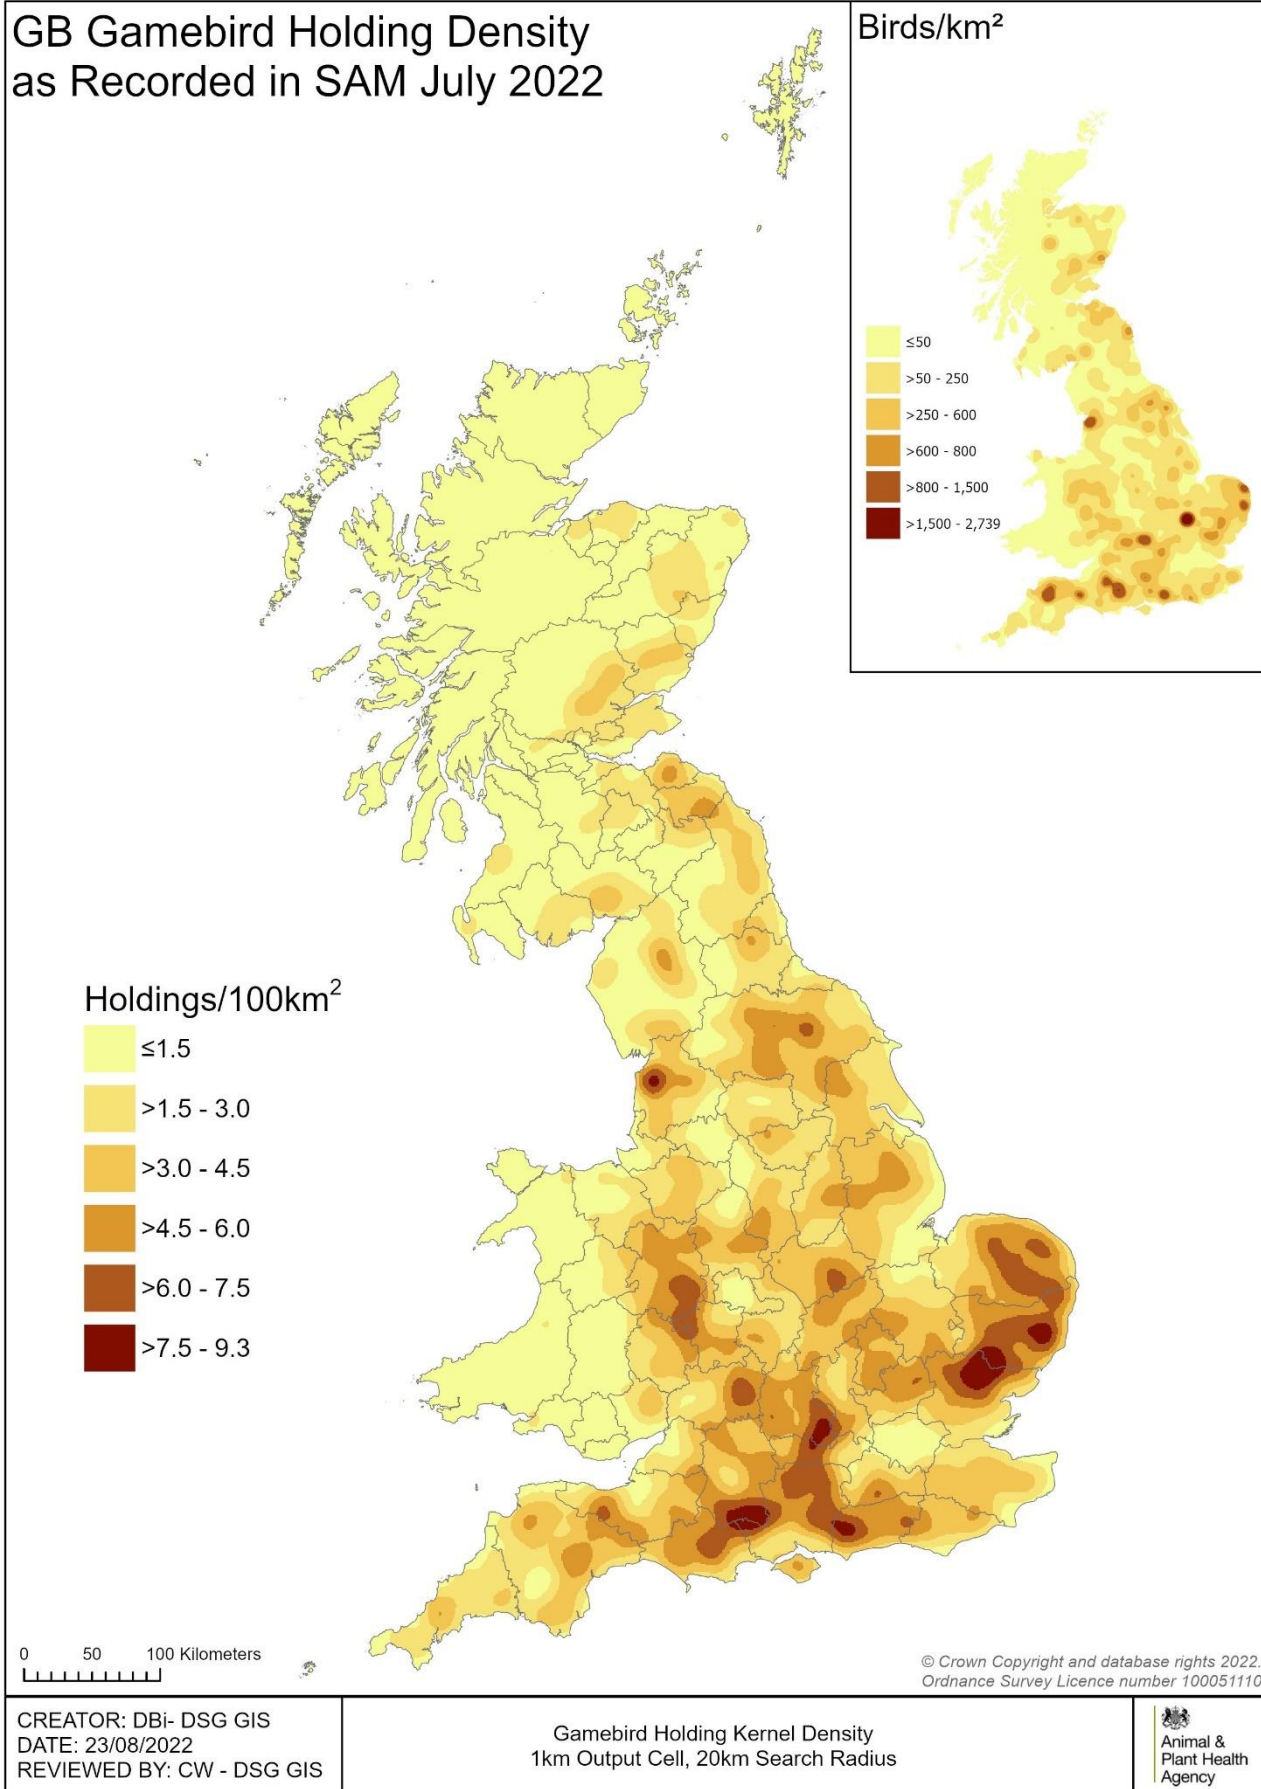 GB Gamebird Holding Density
as Recorded in SAM July 2022
Birds/km²
≤50
>50 - 250
>250 - 600
>600 - 800
>800 - 1,500
>1,500 - 2,739
Holdings/100km²
≤1.5
>1.5 - 3.0
>3.0 - 4.5
>4.5 - 6.0
>6.0 - 7.5
>7.5 - 9.3
0 50 100 Kilometers
© Crown Copyright and database rights 2022.
Ordnance Survey Licence number 100051110
CREATOR: DBi- DSG GIS
DATE: 23/08/2022
REVIEWED BY: CW - DSG GIS
Gamebird Holding Kernel Density
1km Output Cell, 20km Search Radius
Animal &
Plant Health
Agency